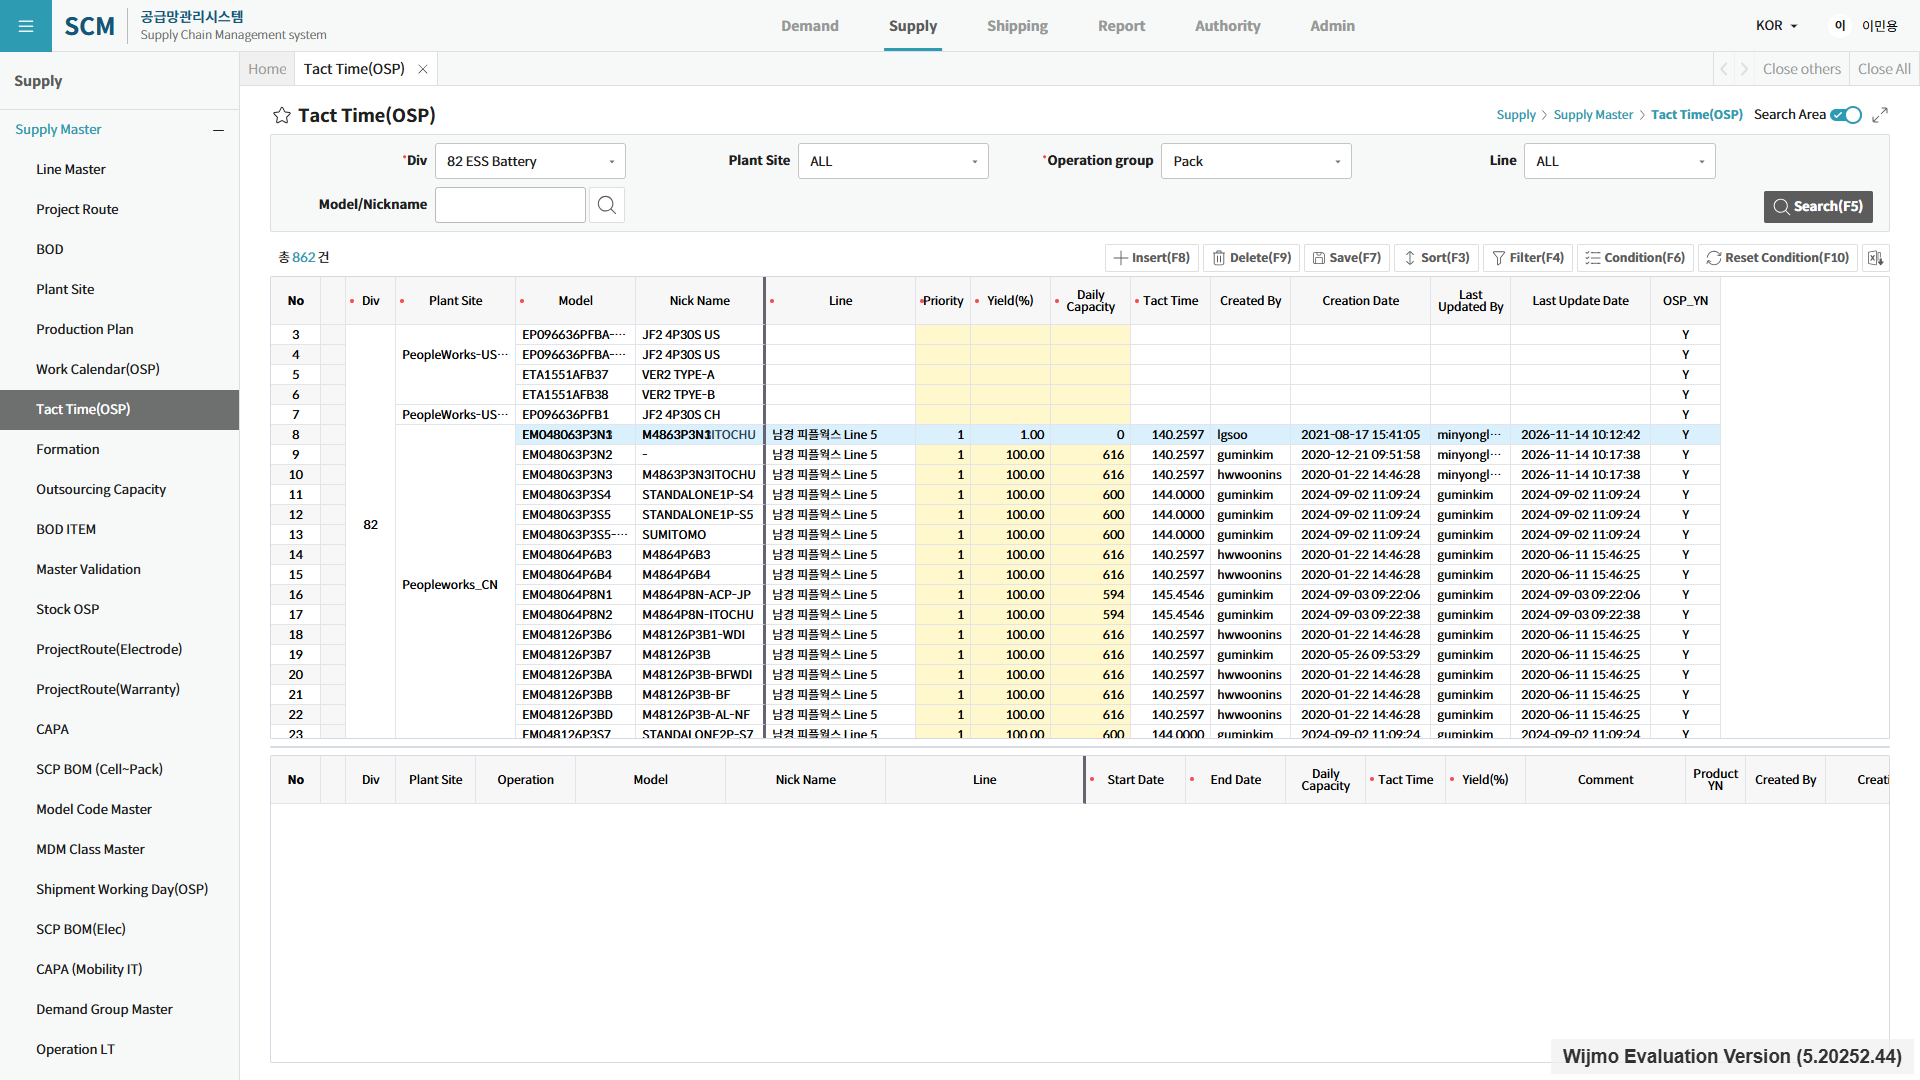 SCM
공급망관리시스템
Supply Chain Management system
Demand Supply Shipping Report Authority Admin
KOR 이 이민용
Supply
Home Tact Time(OSP) Close others Close All
Supply Master
Line Master
Project Route
BOD
Plant Site
Production Plan
Work Calendar(OSP)
Tact Time(OSP)
Formation
Outsourcing Capacity
BOD ITEM
Master Validation
Stock OSP
ProjectRoute(Electrode)
ProjectRoute(Warranty)
CAPA
SCP BOM (Cell~Pack)
Model Code Master
MDM Class Master
Shipment Working Day(OSP)
SCP BOM(Elec)
CAPA (Mobility IT)
Demand Group Master
Operation LT
Tact Time(OSP)
Supply > Supply Master > Tact Time(OSP) Search Area
*Div 82 ESS Battery Plant Site ALL *Operation group Pack Line ALL
Model/Nickname Search(F5)
총 862 건
Insert(F8) Delete(F9) Save(F7) Sort(F3) Filter(F4) Condition(F6) Reset Condition(F10)
No Div Plant Site Model Nick Name Line Priority Yield(%) Daily Capacity Tact Time Created By Creation Date Last Updated By Last Update Date OSP_YN
3 EP096636PFBA-··· JF2 4P30S US Y
4 PeopleWorks-US··· EP096636PFBA-··· JF2 4P30S US Y
5 ETA1551AFB37 VER2 TYPE-A Y
6 ETA1551AFB38 VER2 TPYE-B Y
7 PeopleWorks-US··· EP096636PFB1 JF2 4P30S CH Y
8 남경 피플웍스 Line 5 1 1.00 0 140.2597 lgsoo 2021-08-17 15:41:05 minyongl··· 2026-11-14 10:12:42 Y
9 EM048063P3N2 - 남경 피플웍스 Line 5 1 100.00 616 140.2597 guminkim 2020-12-21 09:51:58 minyongl··· 2026-11-14 10:17:38 Y
10 EM048063P3N3 M4863P3N3ITOCHU 남경 피플웍스 Line 5 1 100.00 616 140.2597 hwwoonins 2020-01-22 14:46:28 minyongl··· 2026-11-14 10:17:38 Y
11 EM048063P3S4 STANDALONE1P-S4 남경 피플웍스 Line 5 1 100.00 600 144.0000 guminkim 2024-09-02 11:09:24 guminkim 2024-09-02 11:09:24 Y
12 EM048063P3S5 STANDALONE1P-S5 남경 피플웍스 Line 5 1 100.00 600 144.0000 guminkim 2024-09-02 11:09:24 guminkim 2024-09-02 11:09:24 Y
82
13 EM048063P3S5-··· SUMITOMO 남경 피플웍스 Line 5 1 100.00 600 144.0000 guminkim 2024-09-02 11:09:24 guminkim 2024-09-02 11:09:24 Y
14 EM048064P6B3 M4864P6B3 남경 피플웍스 Line 5 1 100.00 616 140.2597 hwwoonins 2020-01-22 14:46:28 guminkim 2020-06-11 15:46:25 Y
15 EM048064P6B4 M4864P6B4 남경 피플웍스 Line 5 1 100.00 616 140.2597 hwwoonins 2020-01-22 14:46:28 guminkim 2020-06-11 15:46:25 Y
Peopleworks_CN
16 EM048064P8N1 M4864P8N-ACP-JP 남경 피플웍스 Line 5 1 100.00 594 145.4546 guminkim 2024-09-03 09:22:06 guminkim 2024-09-03 09:22:06 Y
17 EM048064P8N2 M4864P8N-ITOCHU 남경 피플웍스 Line 5 1 100.00 594 145.4546 guminkim 2024-09-03 09:22:38 guminkim 2024-09-03 09:22:38 Y
18 EM048126P3B6 M48126P3B1-WDI 남경 피플웍스 Line 5 1 100.00 616 140.2597 hwwoonins 2020-01-22 14:46:28 guminkim 2020-06-11 15:46:25 Y
19 EM048126P3B7 M48126P3B 남경 피플웍스 Line 5 1 100.00 616 140.2597 guminkim 2020-05-26 09:53:29 guminkim 2020-06-11 15:46:25 Y
20 EM048126P3BA M48126P3B-BFWDI 남경 피플웍스 Line 5 1 100.00 616 140.2597 hwwoonins 2020-01-22 14:46:28 guminkim 2020-06-11 15:46:25 Y
21 EM048126P3BB M48126P3B-BF 남경 피플웍스 Line 5 1 100.00 616 140.2597 hwwoonins 2020-01-22 14:46:28 guminkim 2020-06-11 15:46:25 Y
22 EM048126P3BD M48126P3B-AL-NF 남경 피플웍스 Line 5 1 100.00 616 140.2597 hwwoonins 2020-01-22 14:46:28 guminkim 2020-06-11 15:46:25 Y
23 EM048126P3S7 STANDALONE2P-S7 남경 피플웍스 Line 5 1 100.00 600 144.0000 guminkim 2024-09-02 11:09:24 guminkim 2024-09-02 11:09:24 Y
No Div Plant Site Operation Model Nick Name Line Start Date End Date Daily Capacity Tact Time Yield(%) Comment Product YN Created By Creati
Wijmo Evaluation Version (5.20252.44)